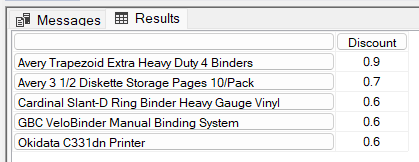 Messages Results
Discount
Avery Trapezoid Extra Heavy Duty 4 Binders 0.9
Avery 3 1/2 Diskette Storage Pages 10/Pack 0.7
Cardinal Slant-D Ring Binder Heavy Gauge Vinyl 0.6
GBC VeloBinder Manual Binding System 0.6
Okidata C331dn Printer 0.6